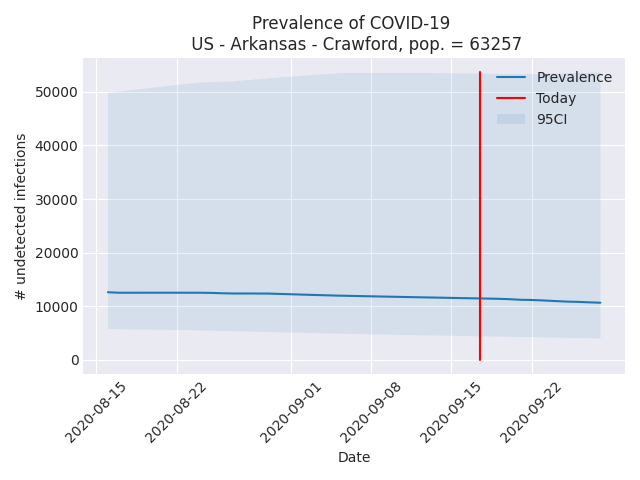 Prevalence of COVID-19
US - Arkansas - Crawford, pop. = 63257
Prevalence
Today
95CI
# undetected infections
50000
40000
30000
20000
10000
0
2020-08-15
2020-08-22
2020-09-01
2020-09-08
2020-09-15
2020-09-22
Date